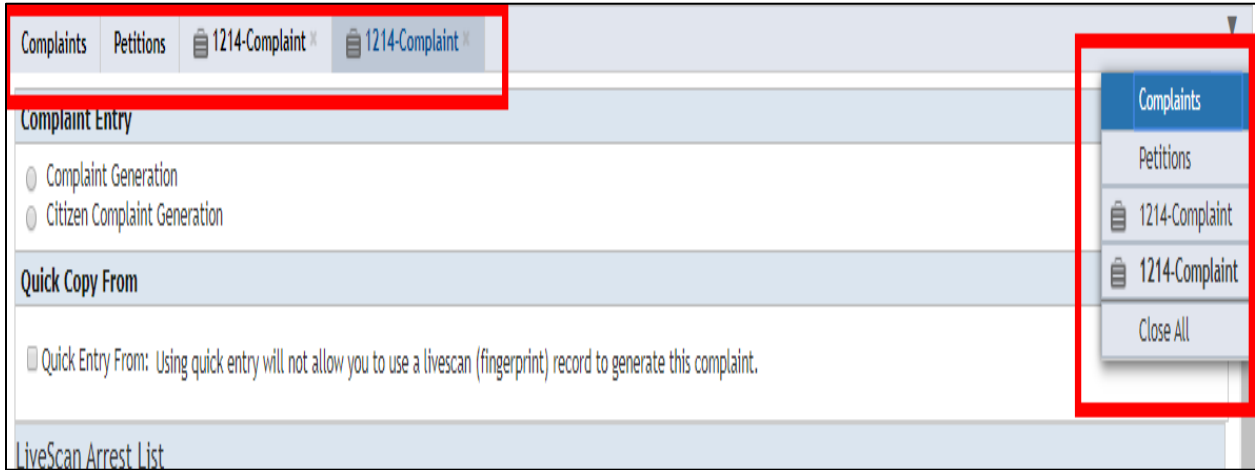 Complaints Petitions 1214-Complaint × 1214-Complaint ×
Complaint Entry
Complaint Generation
Citizen Complaint Generation
Quick Copy From
Quick Entry From: Using quick entry will not allow you to use a livescan (fingerprint) record to generate this complaint.
LiveScan Arrest List
Complaints
Petitions
1214-Complaint
1214-Complaint
Close All